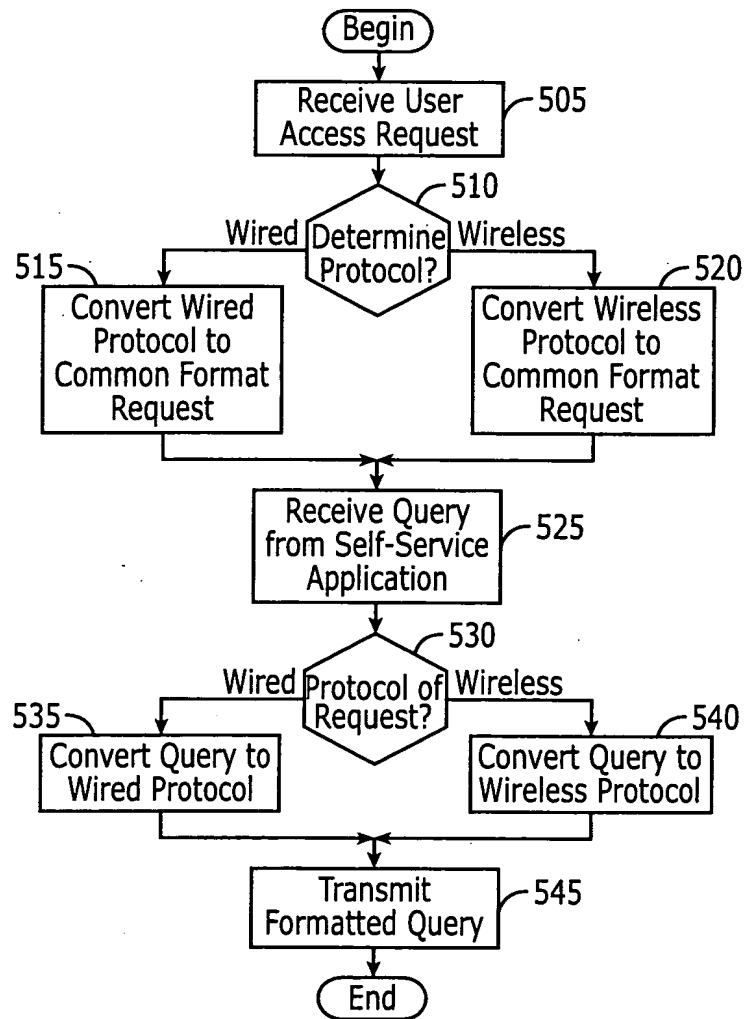 Begin
Receive User
Access Request
505
510
Wired
Determine
Protocol?
Wireless
515
Convert Wired
Protocol to
Common Format
Request
520
Convert Wireless
Protocol to
Common Format
Request
Receive Query
from Self-Service
Application
525
530
Wired
Protocol of
Request?
Wireless
535
Convert Query to
Wired Protocol
540
Convert Query to
Wireless Protocol
Transmit
Formatted Query
545
End